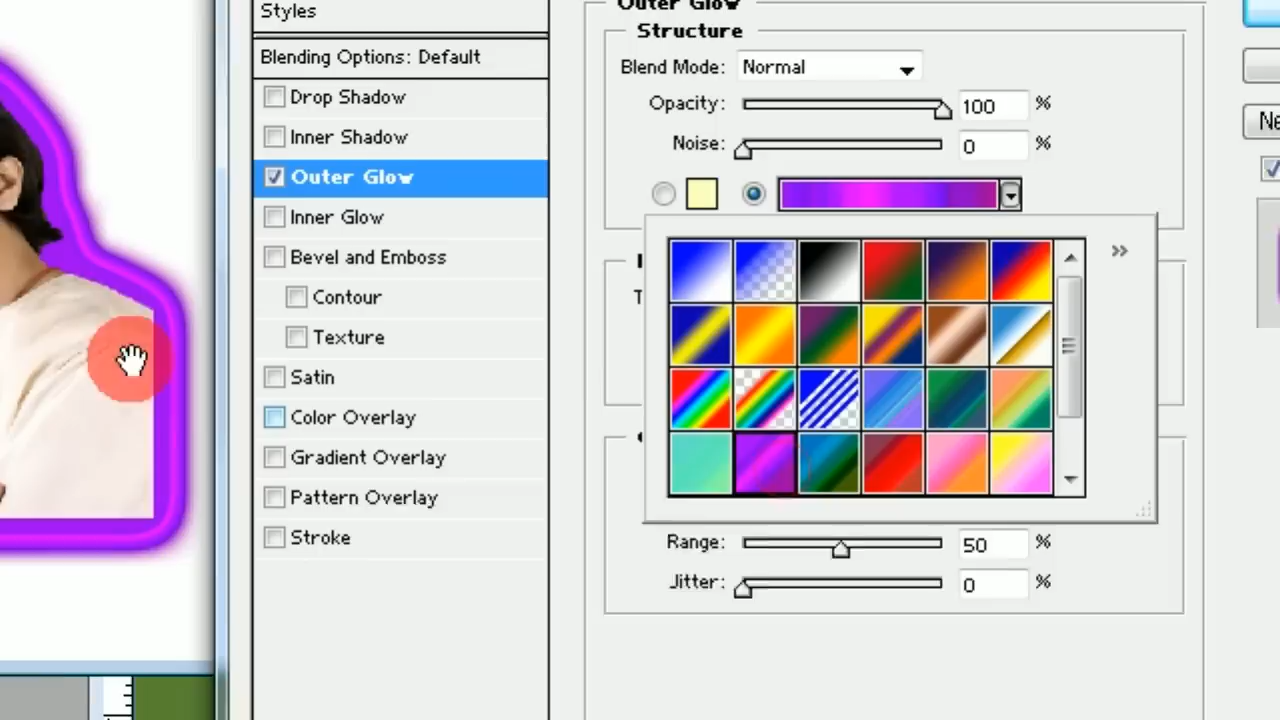 Styles
Blending Options: Default
Drop Shadow
Inner Shadow
Outer Glow
Inner Glow
Bevel and Emboss
Contour
Texture
Satin
Color Overlay
Gradient Overlay
Pattern Overlay
Stroke
Outer Glow
Structure
Blend Mode: Normal
Opacity: 100 %
Noise: 0 %
Range: 50 %
Jitter: 0 %
Ne